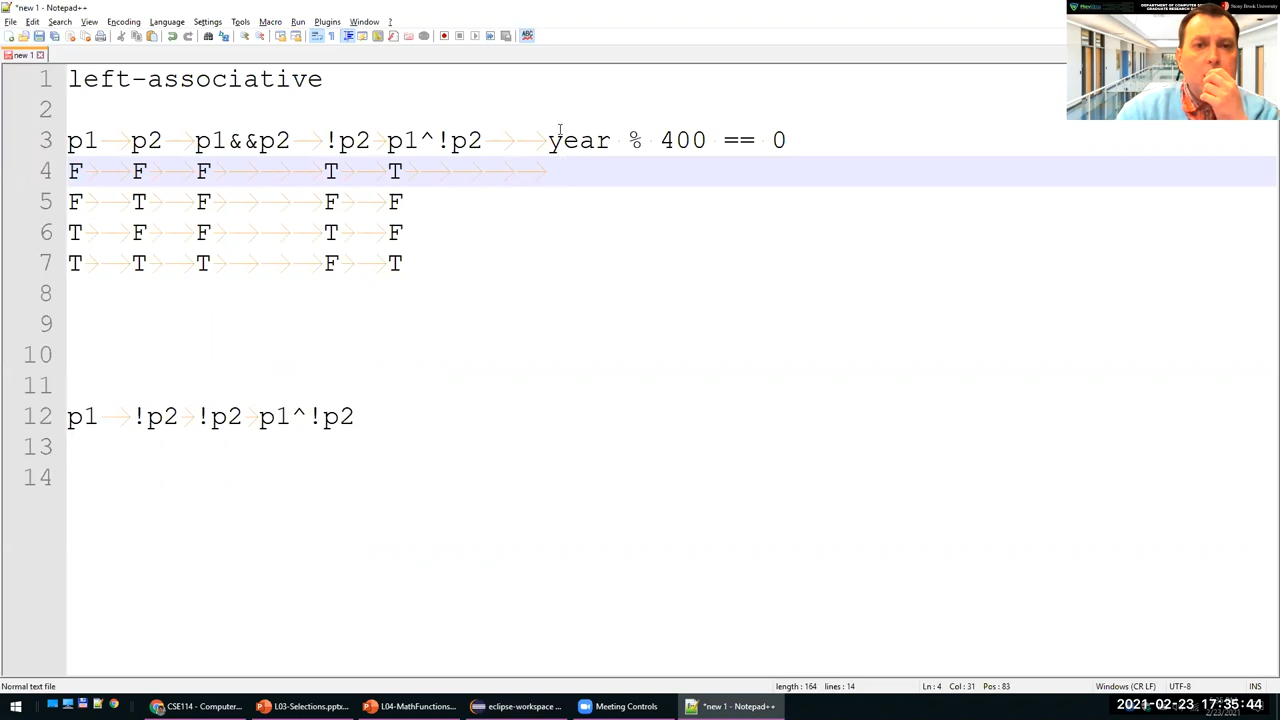 *new 1 - Notepad++
File Edit Search View Encoding Language Settings Tools Macro Run Plugins Window ?
new 1
1 left-associative
2
3 p1 p2 p1&&p2 !p2 p1^!p2 year % 400 == 0
4 F F F T T
5 F T F F F
6 T F F T F
7 T T T F T
8
9
10
11
12 p1 !p2 !p2 p1^!p2
13
14
Normal text file length : 164 lines : 14 Ln : 4 Col : 31 Pos : 83 Windows (CR LF) UTF-8 INS
CSE114 - Computer... L03-Selections.pptx... L04-MathFunctions... eclipse-workspace ... Meeting Controls *new 1 - Notepad++
2021-02-23 17:35:44
Stony Brook University